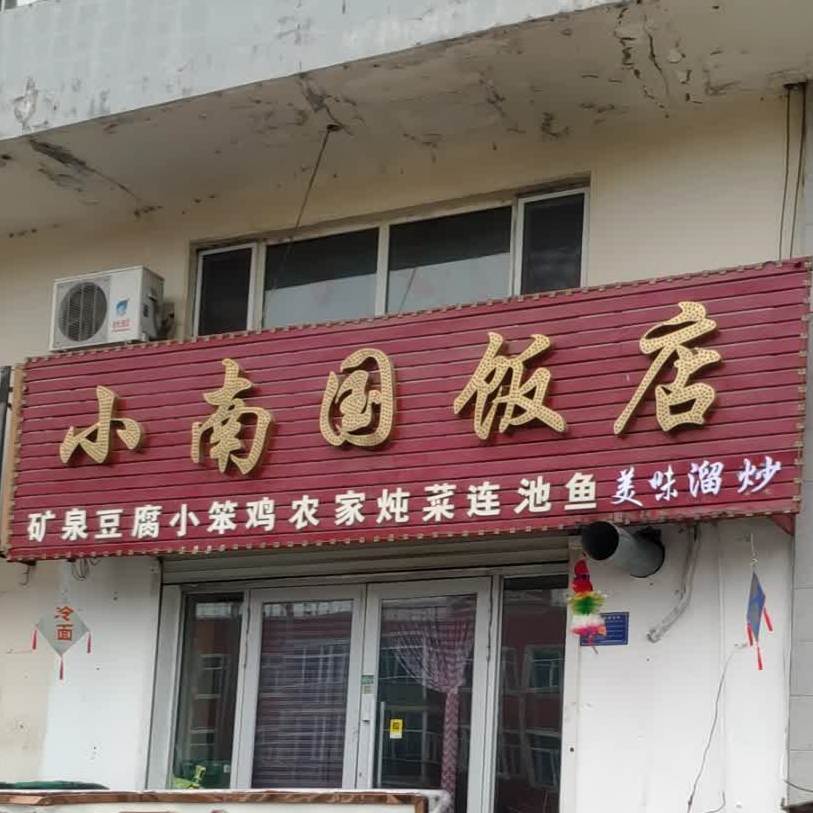 小南国饭店
矿泉豆腐小笨鸡农家炖菜连池鱼美味溜炒
冷面